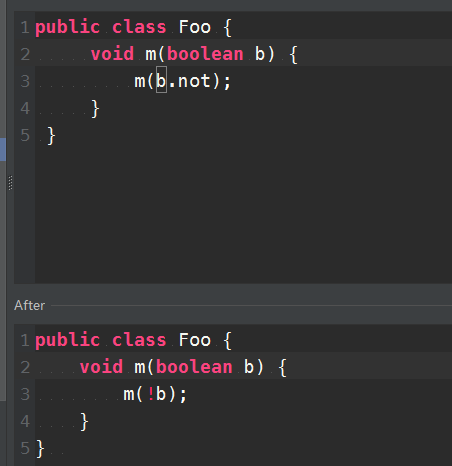 1 public class Foo {
2 void m(boolean b) {
3 m(b.not);
4 }
5 }
After
1 public class Foo {
2 void m(boolean b) {
3 m(!b);
4 }
5 }